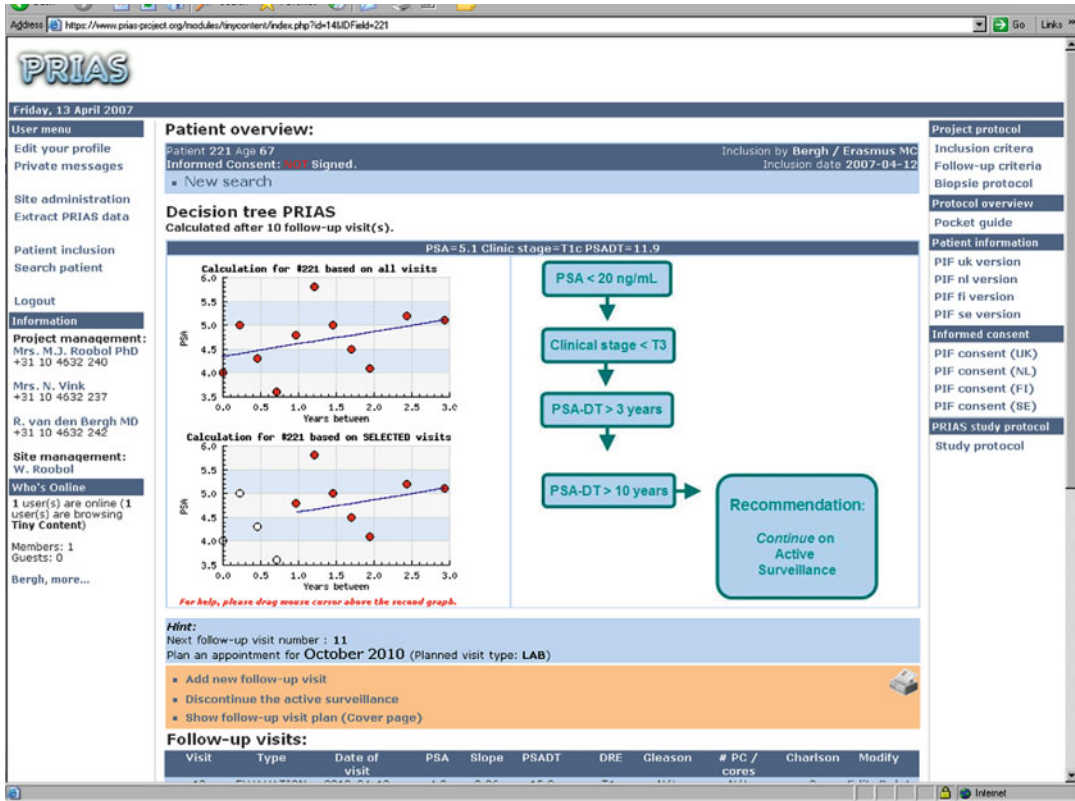 Address https://www.prias-project.org/modules/tinycontent/index.php?id=14&IDField=221 Go Links »
PRIAS
Friday, 13 April 2007
User menu
Edit your profile
Private messages
Site administration
Extract PRIAS data
Patient inclusion
Search patient
Logout
Information
Project management:
Mrs. M.J. Roobol PhD
+31 10 4632 240
Mrs. N. Vink
+31 10 4632 237
R. van den Bergh MD
+31 10 4632 242
Site management:
W. Roobol
Who's Online
1 user(s) are online (1
user(s) are browsing
Tiny Content)
Members: 1
Guests: 0
Bergh, more...
Patient overview:
Patient 221 Age 67 Inclusion by Bergh / Erasmus MC
Informed Consent: NOT Signed. Inclusion date 2007-04-12
New search
Decision tree PRIAS
Calculated after 10 follow-up visit(s).
PSA=5.1 Clinic stage=T1c PSADT=11.9
Calculation for #221 based on all visits
6.0
5.5
5.0
4.5
4.0
3.5
PSA
0.0 0.5 1.0 1.5 2.0 2.5 3.0
Years between
Calculation for #221 based on SELECTED visits
6.0
5.5
5.0
4.5
4.0
3.5
PSA
0.0 0.5 1.0 1.5 2.0 2.5 3.0
Years between
For help, please drag mouse cursor above the second graph.
PSA < 20 ng/mL
Clinical stage < T3
PSA-DT > 3 years
PSA-DT > 10 years
Recommendation:
Continue on
Active
Surveillance
Hint:
Next follow-up visit number : 11
Plan an appointment for October 2010 (Planned visit type: LAB)
Add new follow-up visit
Discontinue the active surveillance
Show follow-up visit plan (Cover page)
Follow-up visits:
Visit Type Date of visit PSA Slope PSADT DRE Gleason # PC / cores Charlson Modify
Project protocol
Inclusion critera
Follow-up criteria
Biopsie protocol
Protocol overview
Pocket guide
Patient information
PIF uk version
PIF nl version
PIF fi version
PIF se version
Informed consent
PIF consent (UK)
PIF consent (NL)
PIF consent (FI)
PIF consent (SE)
PRIAS study protocol
Study protocol
Internet